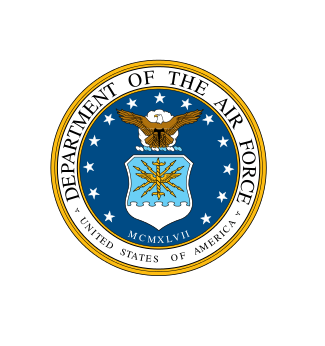 DEPARTMENT OF THE AIR FORCE
MCMXLVII
UNITED STATES OF AMERICA